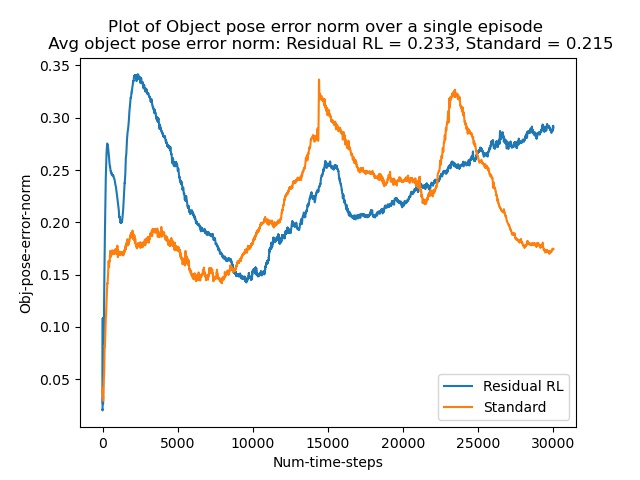 Plot of Object pose error norm over a single episode
Avg object pose error norm: Residual RL = 0.233, Standard = 0.215
0.35
0.30
0.25
0.20
0.15
0.10
0.05
Obj-pose-error-norm
Residual RL
Standard
0 5000 10000 15000 20000 25000 30000
Num-time-steps